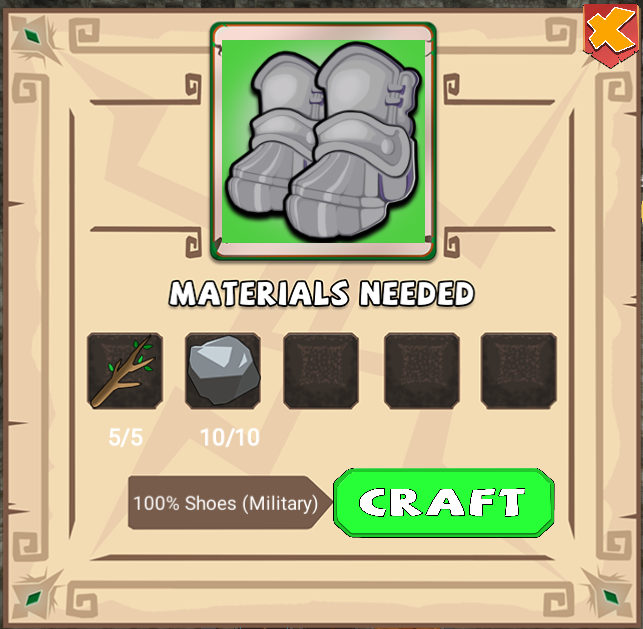 MATERIALS NEEDED
5/5 10/10
100% Shoes (Military) CRAFT